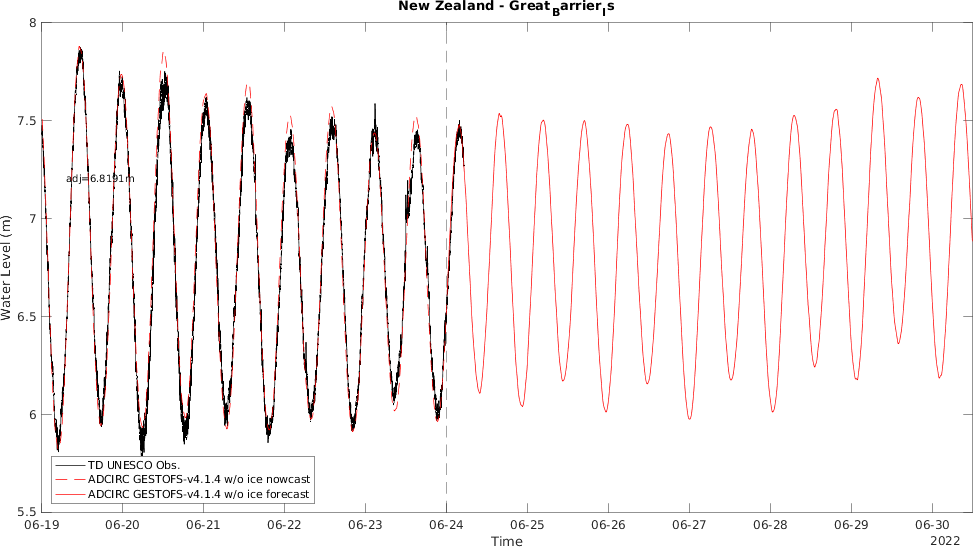 New Zealand - GreatBarrierIs
8
7.5
7
6.5
6
5.5
Water Level (m)
adj=6.8191m
TD UNESCO Obs.
ADCIRC GESTOFS-v4.1.4 w/o ice nowcast
ADCIRC GESTOFS-v4.1.4 w/o ice forecast
06-19 06-20 06-21 06-22 06-23 06-24 06-25 06-26 06-27 06-28 06-29 06-30
Time
2022